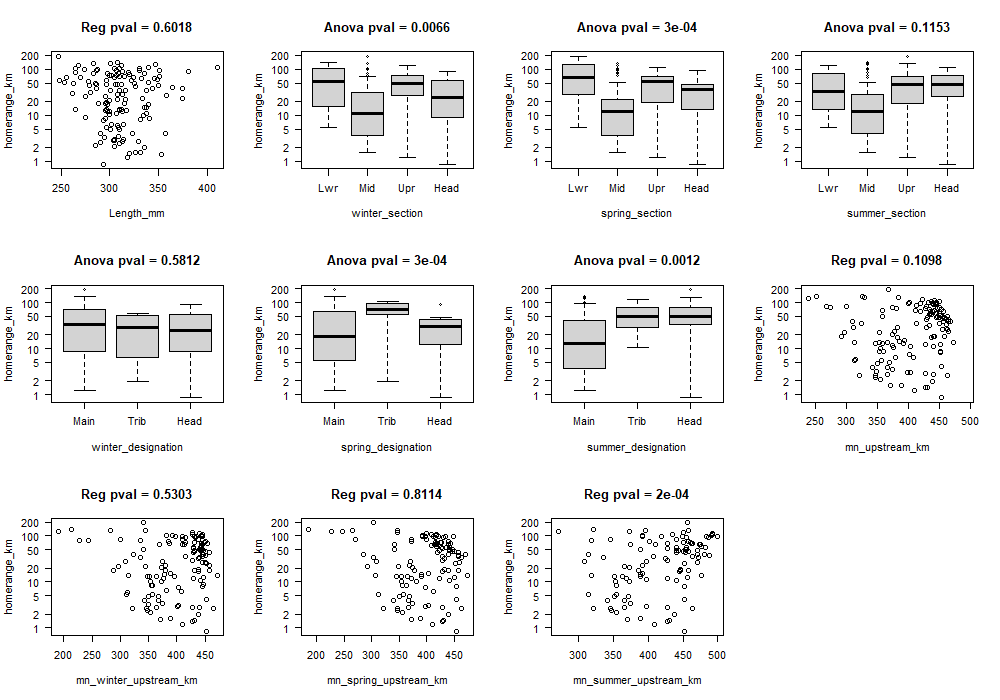 Reg pval = 0.6018
homerange_km
200
100
50
20
10
5
2
1
250
300
350
400
Length_mm
Anova pval = 0.0066
homerange_km
200
100
50
20
10
5
2
1
Lwr
Mid
Upr
Head
winter_section
Anova pval = 3e-04
homerange_km
200
100
50
20
10
5
2
1
Lwr
Mid
Upr
Head
spring_section
Anova pval = 0.1153
homerange_km
200
100
50
20
10
5
2
1
Lwr
Mid
Upr
Head
summer_section
Anova pval = 0.5812
homerange_km
200
100
50
20
10
5
2
1
Main
Trib
Head
winter_designation
Anova pval = 3e-04
homerange_km
200
100
50
20
10
5
2
1
Main
Trib
Head
spring_designation
Anova pval = 0.0012
homerange_km
200
100
50
20
10
5
2
1
Main
Trib
Head
summer_designation
Reg pval = 0.1098
homerange_km
200
100
50
20
10
5
2
1
250
300
350
400
450
500
mn_upstream_km
Reg pval = 0.5303
homerange_km
200
100
50
20
10
5
2
1
200
250
300
350
400
450
mn_winter_upstream_km
Reg pval = 0.8114
homerange_km
200
100
50
20
10
5
2
1
200
250
300
350
400
450
mn_spring_upstream_km
Reg pval = 2e-04
homerange_km
200
100
50
20
10
5
2
1
300
350
400
450
500
mn_summer_upstream_km